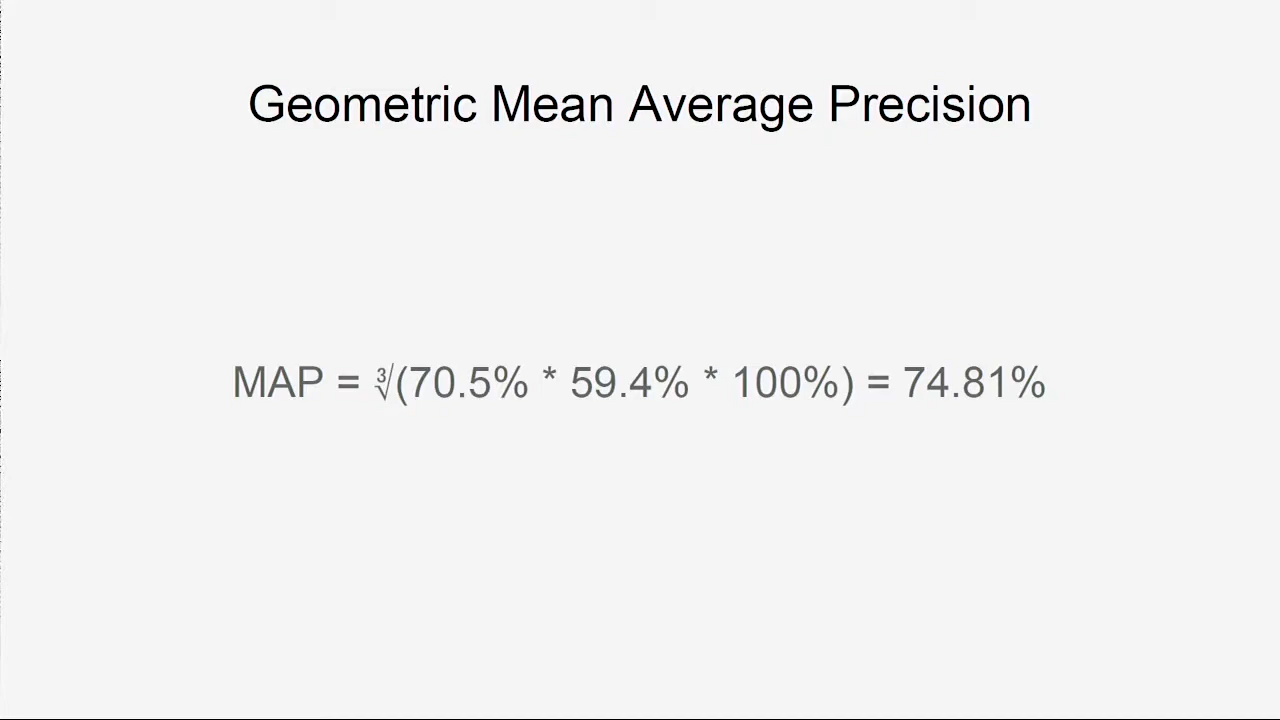 Geometric Mean Average Precision
MAP = ∛(70.5% * 59.4% * 100%) = 74.81%